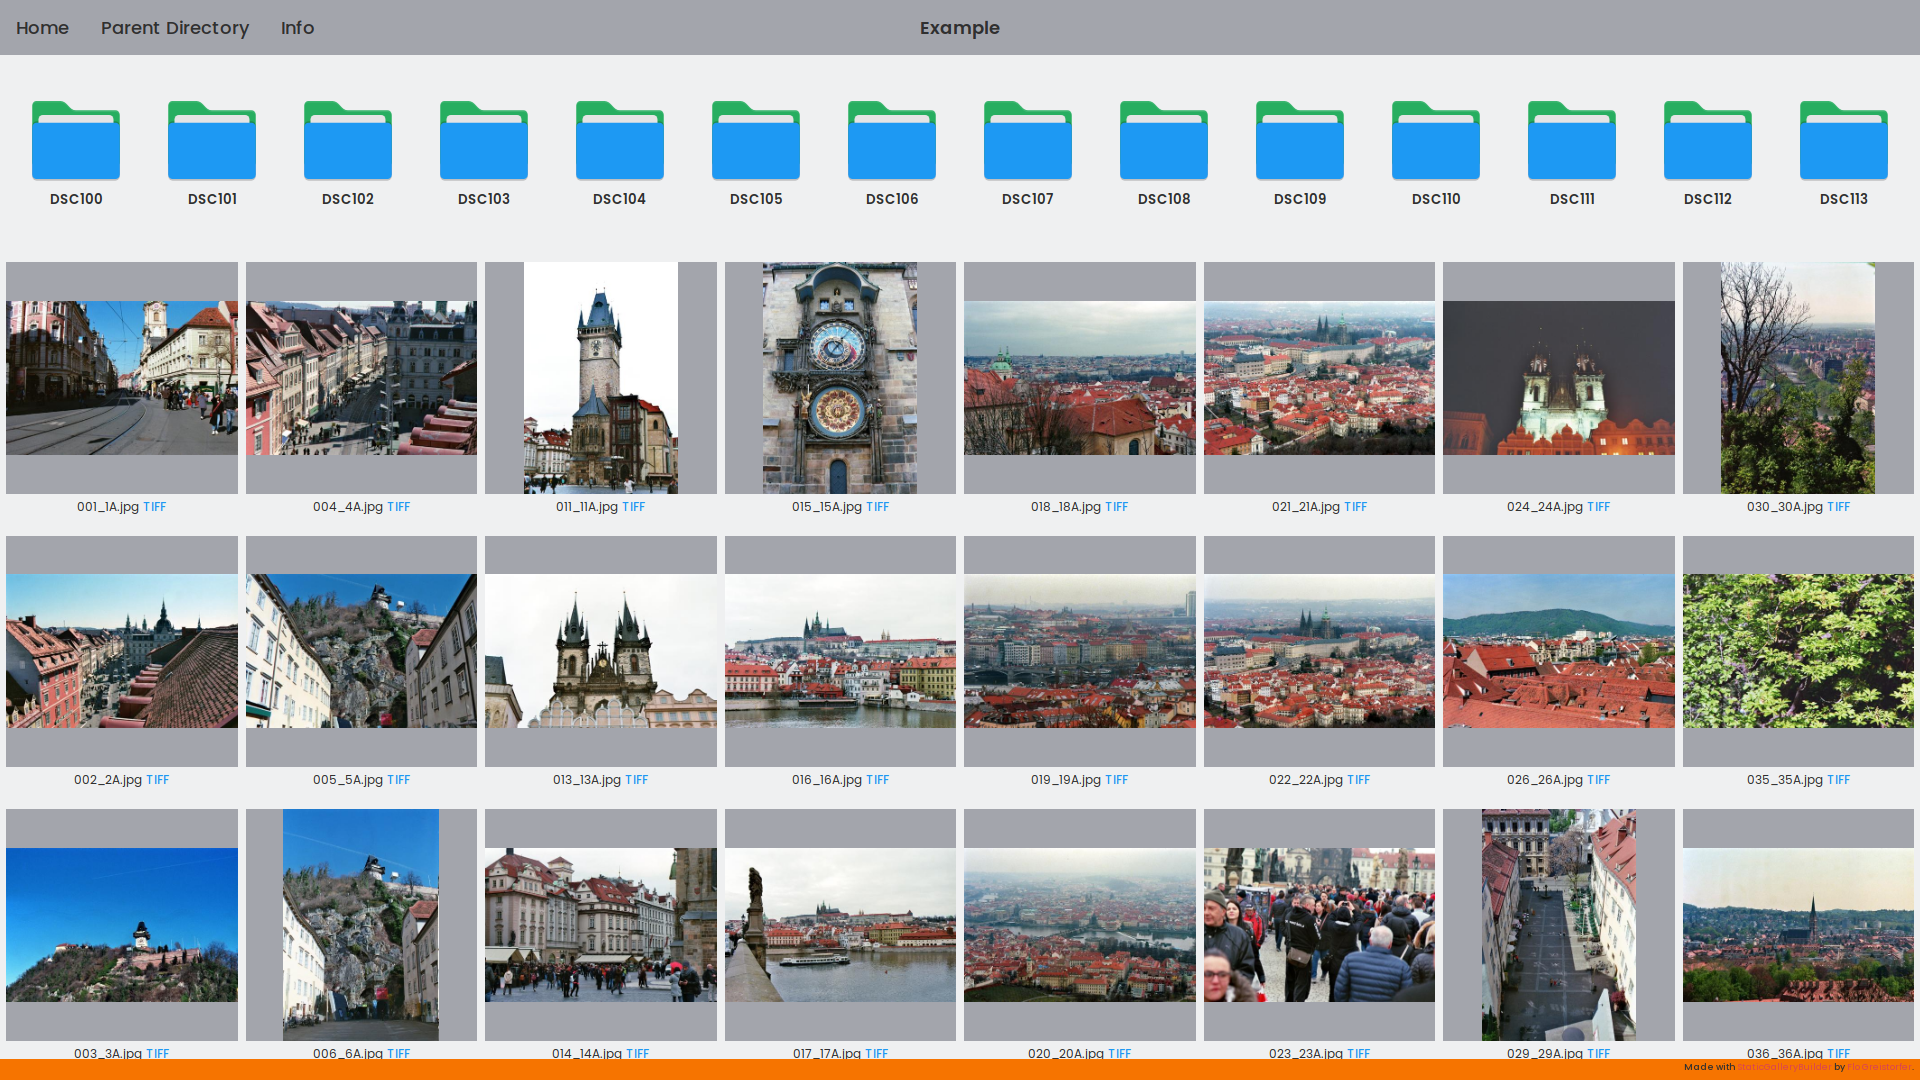 Home Parent Directory Info Example
DSC100 DSC101 DSC102 DSC103 DSC104 DSC105 DSC106 DSC107 DSC108 DSC109 DSC110 DSC111 DSC112 DSC113
001_1A.jpg TIFF 004_4A.jpg TIFF 011_11A.jpg TIFF 015_15A.jpg TIFF 018_18A.jpg TIFF 021_21A.jpg TIFF 024_24A.jpg TIFF 030_30A.jpg TIFF
002_2A.jpg TIFF 005_5A.jpg TIFF 013_13A.jpg TIFF 016_16A.jpg TIFF 019_19A.jpg TIFF 022_22A.jpg TIFF 026_26A.jpg TIFF 035_35A.jpg TIFF
003_3A.jpg TIFF 006_6A.jpg TIFF 014_14A.jpg TIFF 017_17A.jpg TIFF 020_20A.jpg TIFF 023_23A.jpg TIFF 029_29A.jpg TIFF 036_36A.jpg TIFF
Made with StaticGalleryBuilder by FloGreistorfer.